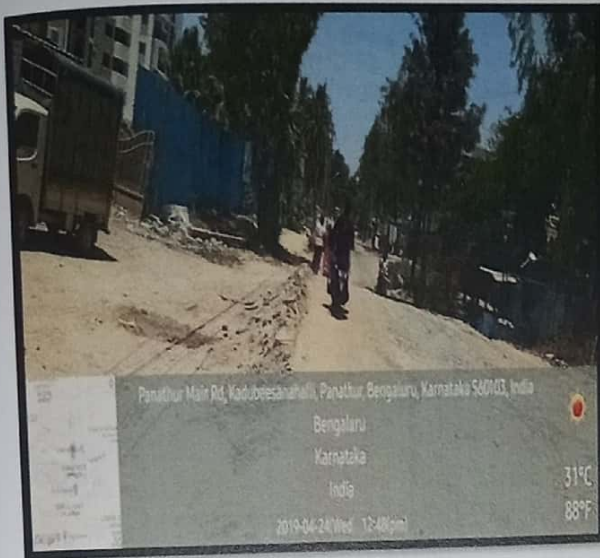 Panathur Main Rd, Kadubeesanahalli, Panathur, Bengaluru, Karnataka 560103, India
Bengaluru
Karnataka
India
31°C
88°F
2019-04-24(Wed) 12:48(pm)